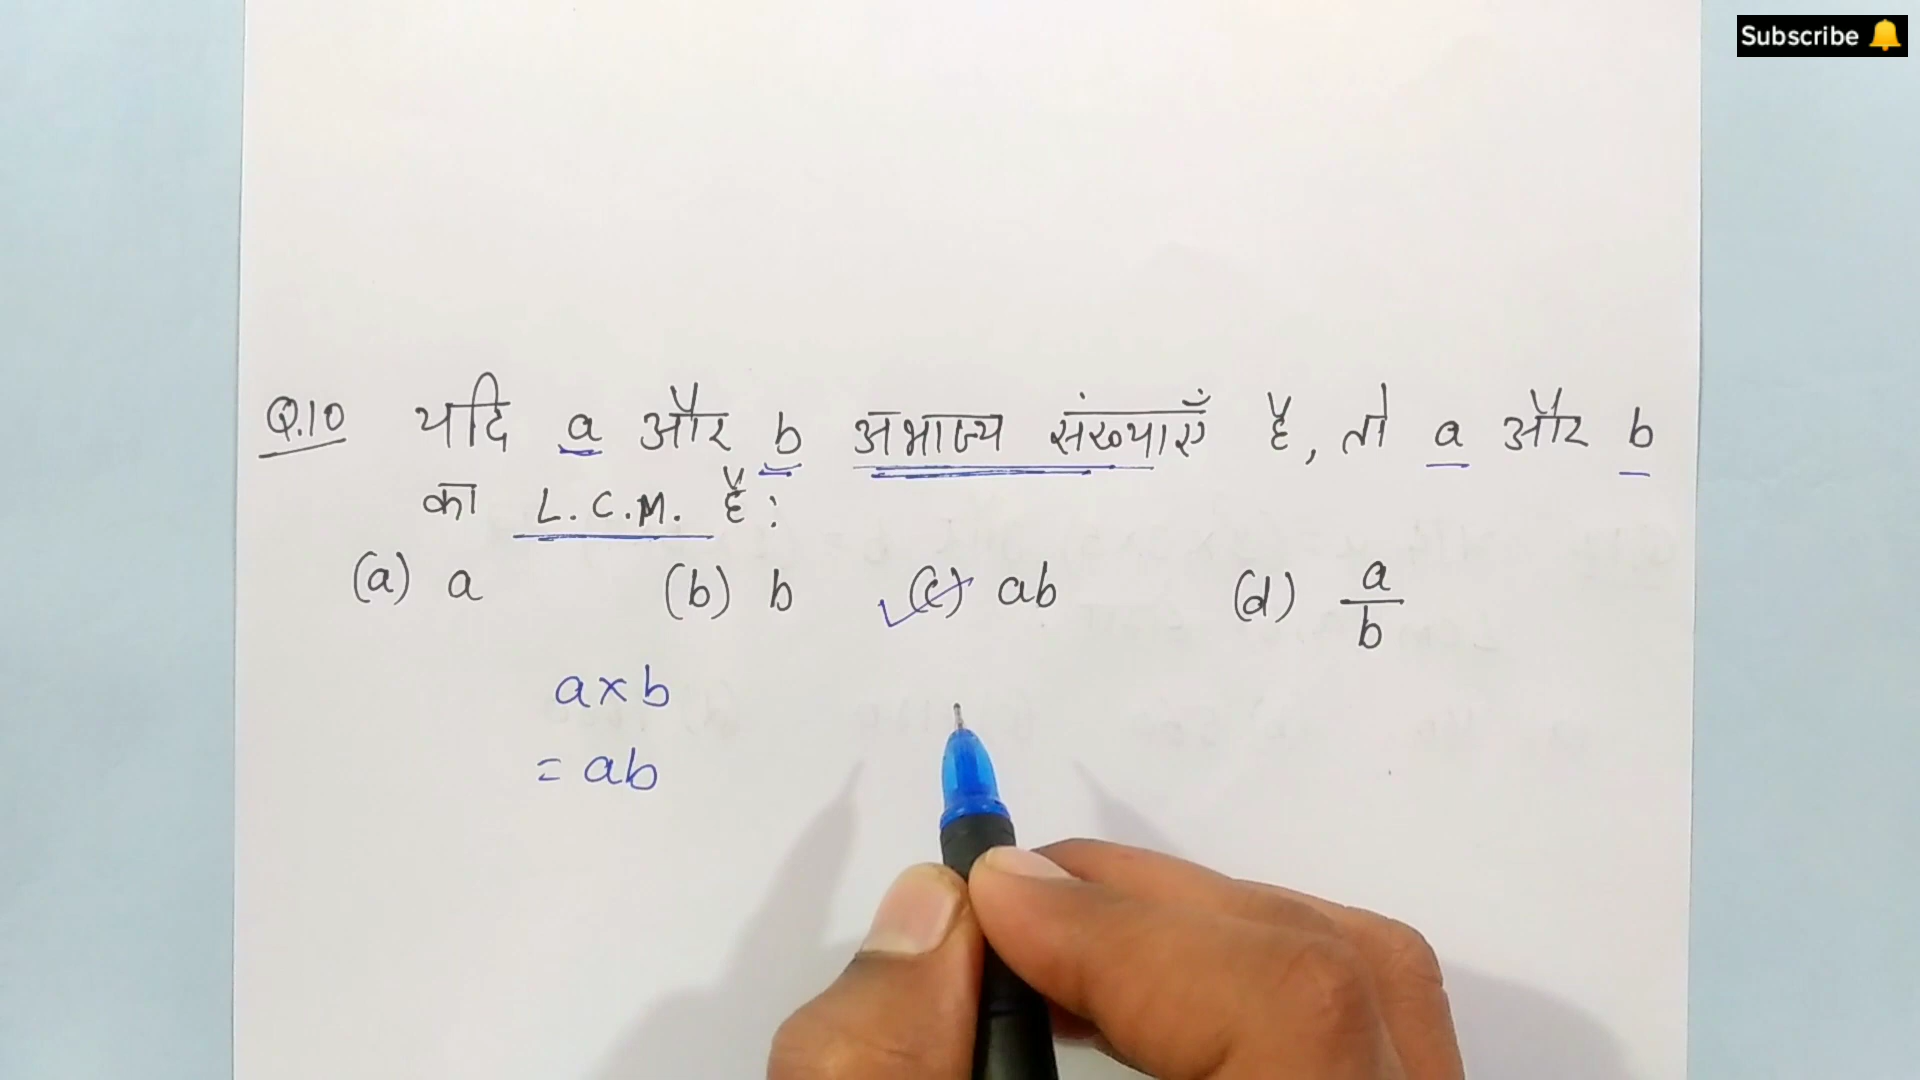 Subscribe
Q.10 यदि a और b अभाज्य संख्याएँ है, तो a और b
का L.C.M. है:
(a) a (b) b (c) ab (d) a/b
a×b
= ab